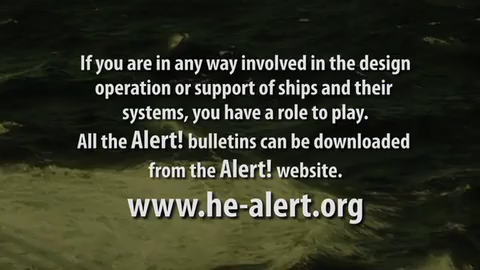 If you are in any way involved in the design
operation or support of ships and their
systems, you have a role to play.
All the Alert! bulletins can be downloaded
from the Alert! website.
www.he-alert.org